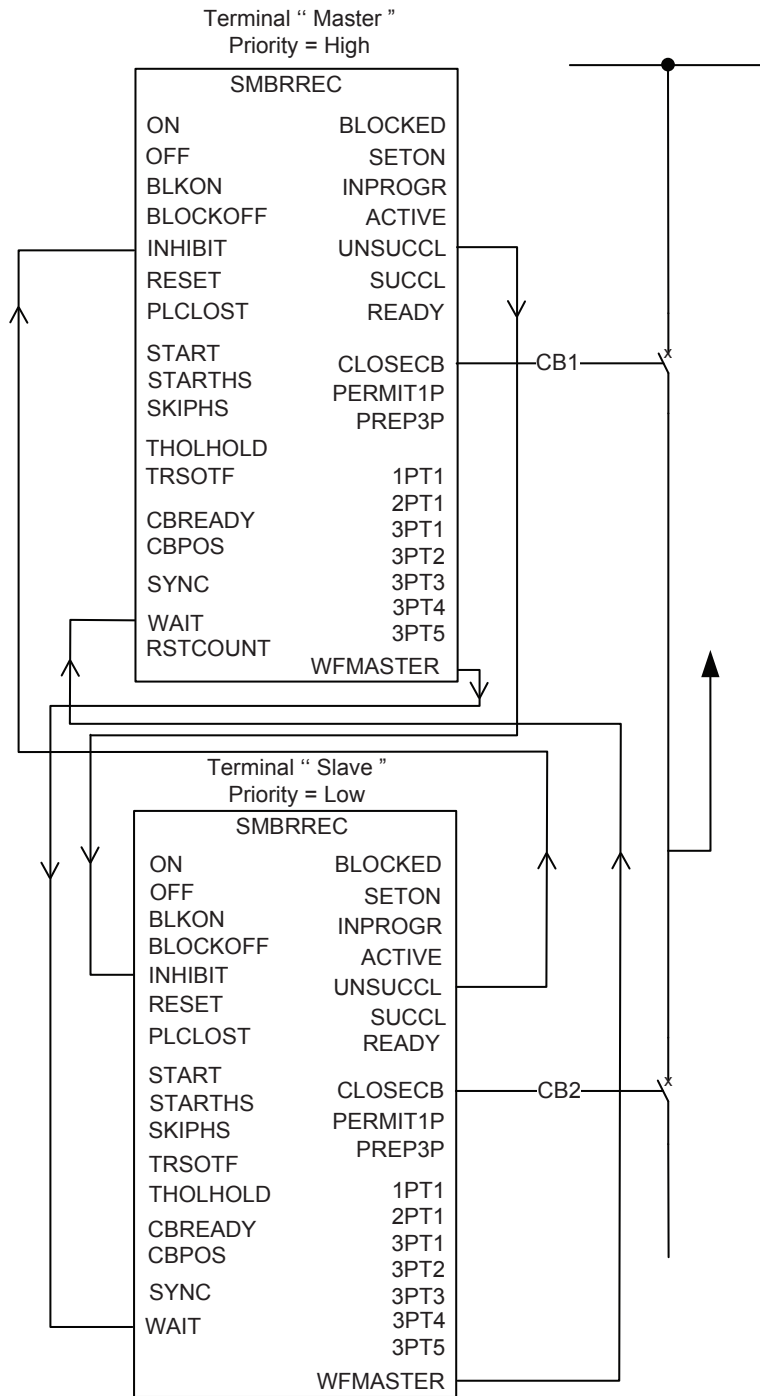 Terminal “ Master ”
Priority = High
SMBRREC
ON
OFF
BLKON
BLOCKOFF
INHIBIT
RESET
PLCLOST
START
STARTHS
SKIPHS
THOLHOLD
TRSOTF
CBREADY
CBPOS
SYNC
WAIT
RSTCOUNT
BLOCKED
SETON
INPROGR
ACTIVE
UNSUCCL
SUCCL
READY
CLOSECB
PERMIT1P
PREP3P
1PT1
2PT1
3PT1
3PT2
3PT3
3PT4
3PT5
WFMASTER
CB1
x
Terminal “ Slave ”
Priority = Low
SMBRREC
ON
OFF
BLKON
BLOCKOFF
INHIBIT
RESET
PLCLOST
START
STARTHS
SKIPHS
TRSOTF
THOLHOLD
CBREADY
CBPOS
SYNC
WAIT
BLOCKED
SETON
INPROGR
ACTIVE
UNSUCCL
SUCCL
READY
CLOSECB
PERMIT1P
PREP3P
1PT1
2PT1
3PT1
3PT2
3PT3
3PT4
3PT5
WFMASTER
CB2
x